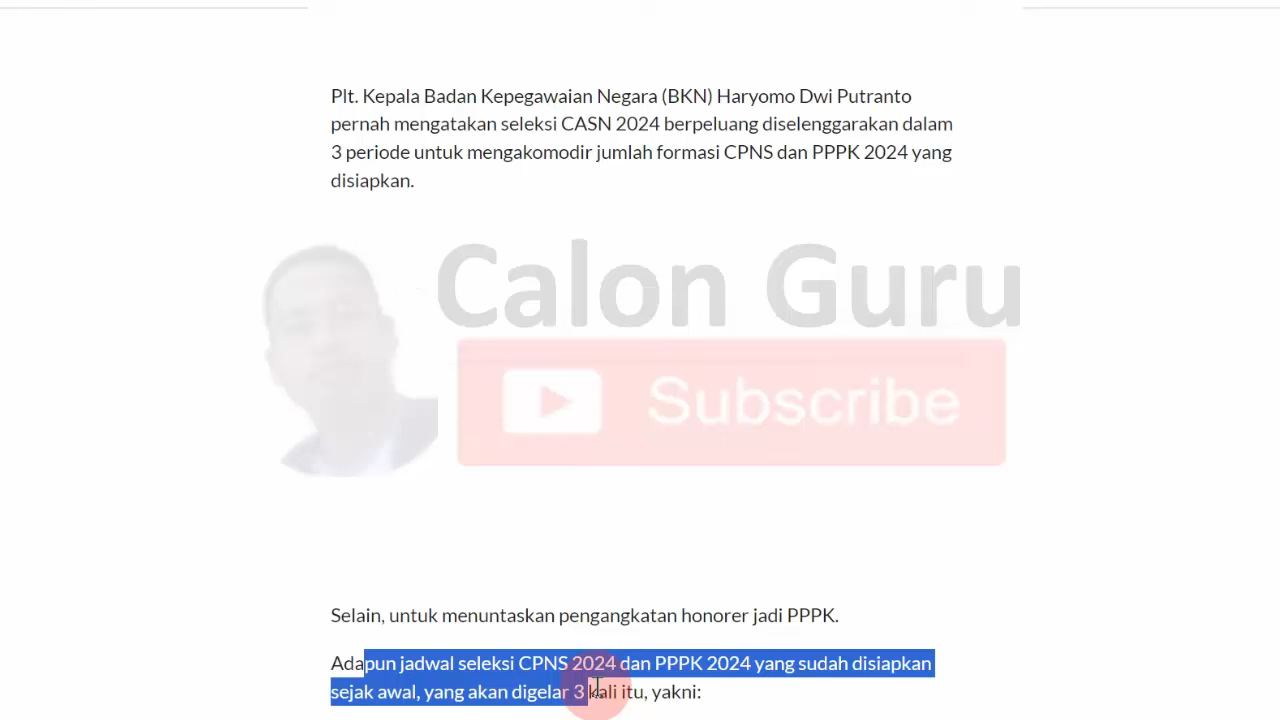 Plt. Kepala Badan Kepegawaian Negara (BKN) Haryomo Dwi Putranto
pernah mengatakan seleksi CASN 2024 berpeluang diselenggarakan dalam
3 periode untuk mengakomodir jumlah formasi CPNS dan PPPK 2024 yang
disiapkan.
Calon Guru
Subscribe
Selain, untuk menuntaskan pengangkatan honorer jadi PPPK.
Adapun jadwal seleksi CPNS 2024 dan PPPK 2024 yang sudah disiapkan
sejak awal, yang akan digelar 3 kali itu, yakni: